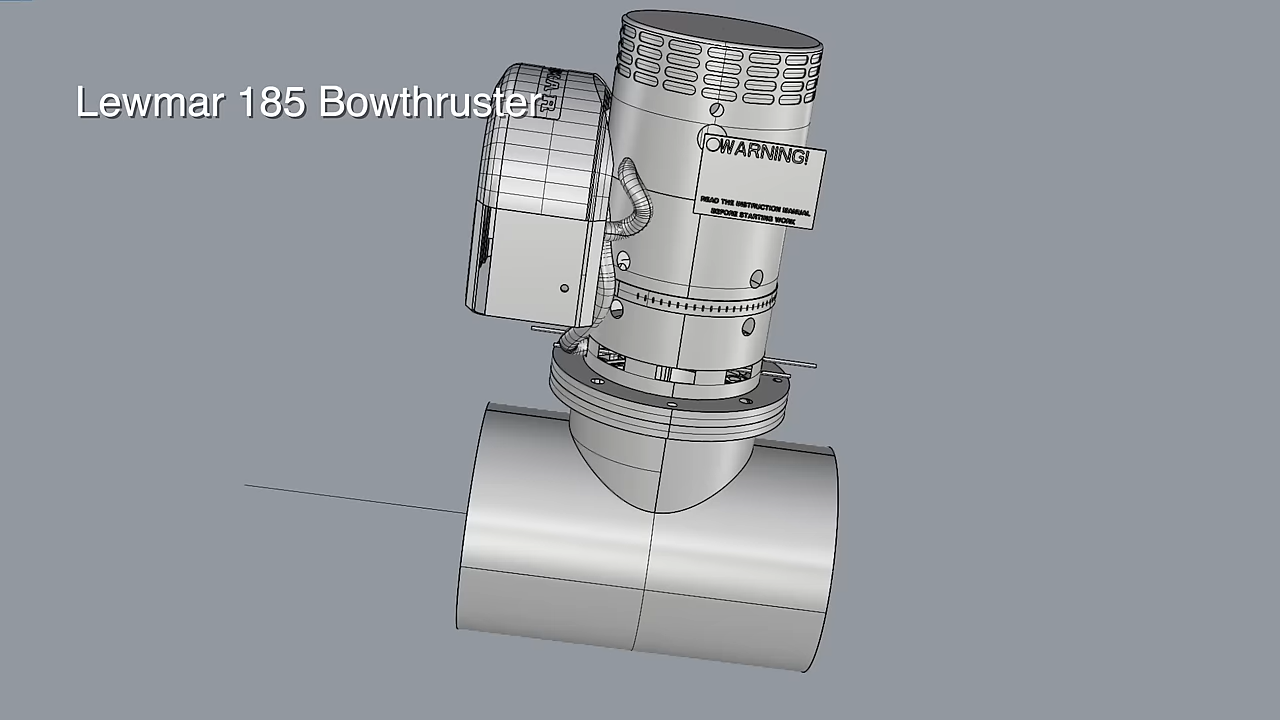 Lewmar 185 Bowthruster
WARNING!
READ THE INSTRUCTION MANUAL
BEFORE STARTING WORK